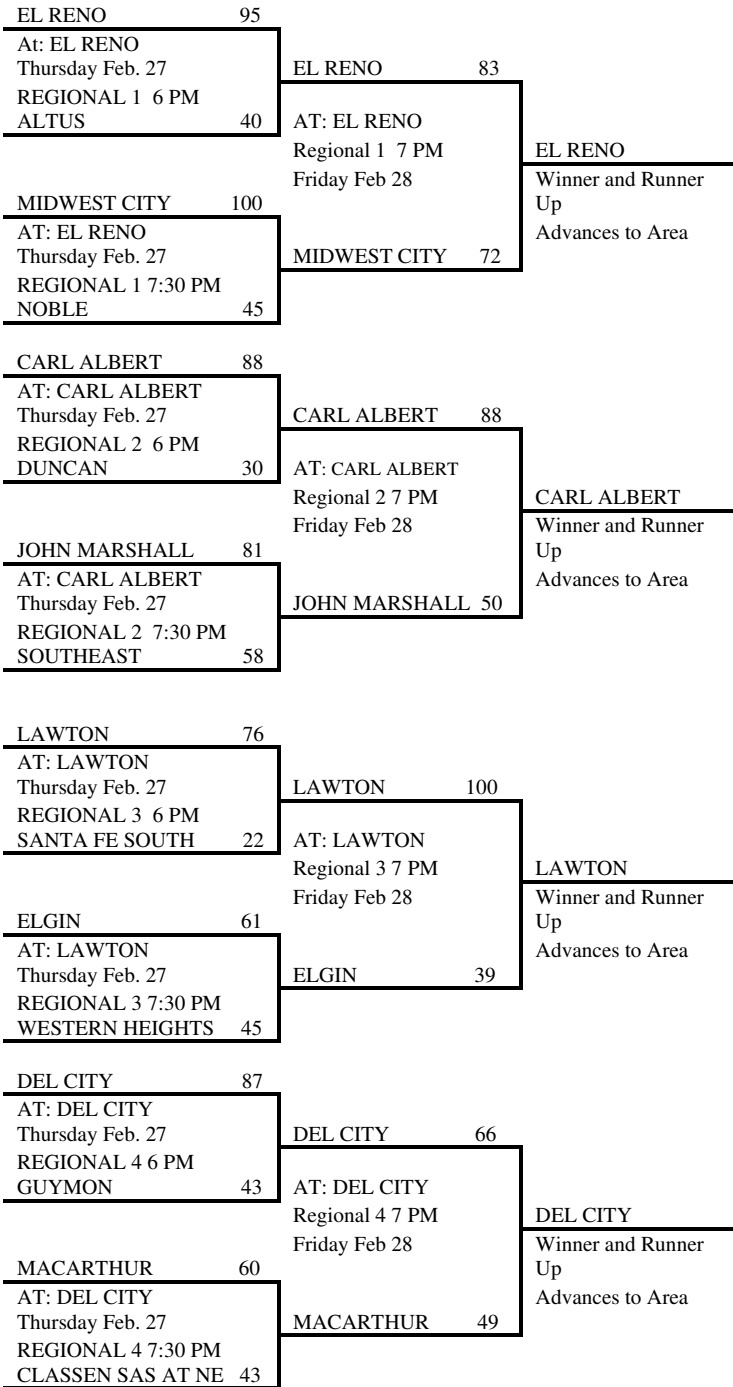 EL RENO 95
At: EL RENO
Thursday Feb. 27
REGIONAL 1 6 PM
ALTUS 40
EL RENO 83
AT: EL RENO
Regional 1 7 PM
Friday Feb 28
EL RENO
Winner and Runner
Up
Advances to Area
MIDWEST CITY 100
AT: EL RENO
Thursday Feb. 27
REGIONAL 1 7:30 PM
NOBLE 45
MIDWEST CITY 72
CARL ALBERT 88
AT: CARL ALBERT
Thursday Feb. 27
REGIONAL 2 6 PM
DUNCAN 30
CARL ALBERT 88
AT: CARL ALBERT
Regional 2 7 PM
Friday Feb 28
CARL ALBERT
Winner and Runner
Up
Advances to Area
JOHN MARSHALL 81
AT: CARL ALBERT
Thursday Feb. 27
REGIONAL 2 7:30 PM
SOUTHEAST 58
JOHN MARSHALL 50
LAWTON 76
AT: LAWTON
Thursday Feb. 27
REGIONAL 3 6 PM
SANTA FE SOUTH 22
LAWTON 100
AT: LAWTON
Regional 3 7 PM
Friday Feb 28
LAWTON
Winner and Runner
Up
Advances to Area
ELGIN 61
AT: LAWTON
Thursday Feb. 27
REGIONAL 3 7:30 PM
WESTERN HEIGHTS 45
ELGIN 39
DEL CITY 87
AT: DEL CITY
Thursday Feb. 27
REGIONAL 4 6 PM
GUYMON 43
DEL CITY 66
AT: DEL CITY
Regional 4 7 PM
Friday Feb 28
DEL CITY
Winner and Runner
Up
Advances to Area
MACARTHUR 60
AT: DEL CITY
Thursday Feb. 27
REGIONAL 4 7:30 PM
CLASSEN SAS AT NE 43
MACARTHUR 49